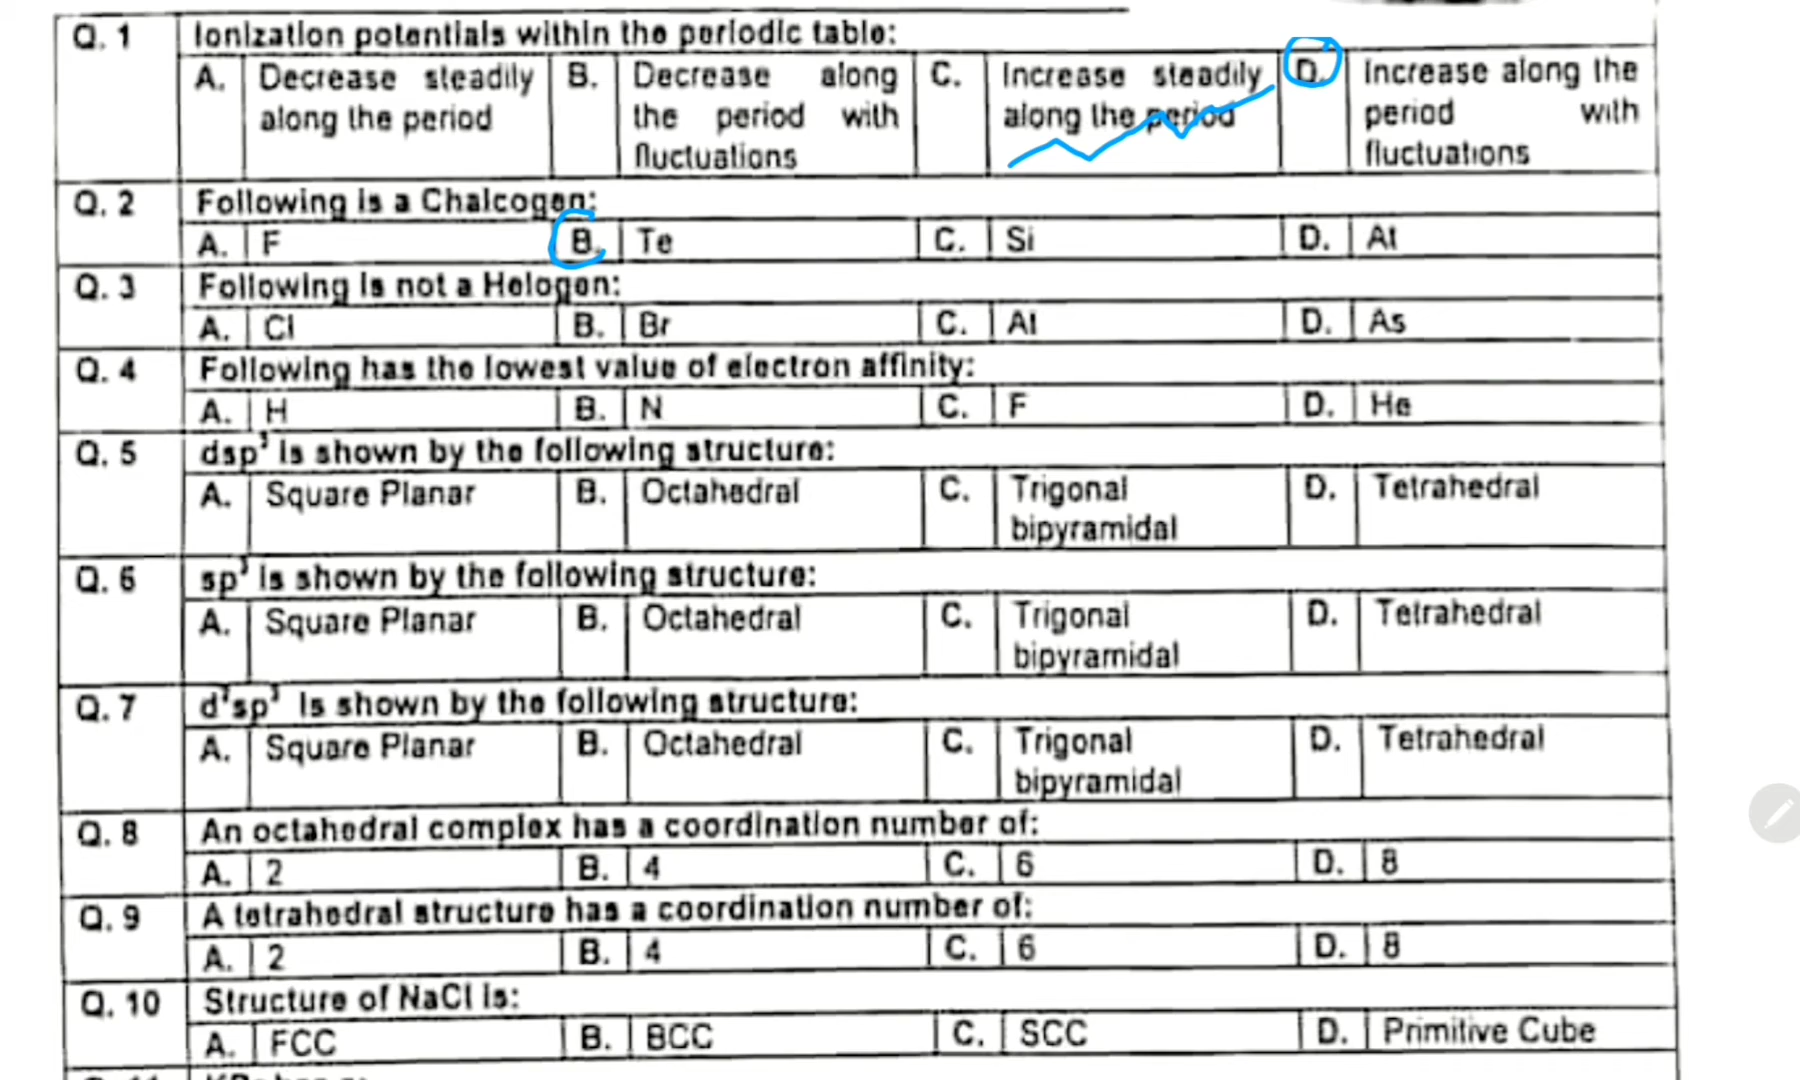 Q. 1 Ionization potentials within the periodic table:
A. Decrease steadily along the period B. Decrease along the period with fluctuations C. Increase steadily along the period D. Increase along the period with fluctuations
Q. 2 Following is a Chalcogen:
A. F B. Te C. Si D. At
Q. 3 Following is not a Helogen:
A. Cl B. Br C. At D. As
Q. 4 Following has the lowest value of electron affinity:
A. H B. N C. F D. He
Q. 5 dsp³ is shown by the following structure:
A. Square Planar B. Octahedral C. Trigonal bipyramidal D. Tetrahedral
Q. 6 sp³ is shown by the following structure:
A. Square Planar B. Octahedral C. Trigonal bipyramidal D. Tetrahedral
Q. 7 d²sp³ Is shown by the following structure:
A. Square Planar B. Octahedral C. Trigonal bipyramidal D. Tetrahedral
Q. 8 An octahedral complex has a coordination number of:
A. 2 B. 4 C. 6 D. 8
Q. 9 A tetrahedral structure has a coordination number of:
A. 2 B. 4 C. 6 D. 8
Q. 10 Structure of NaCl is:
A. FCC B. BCC C. SCC D. Primitive Cube